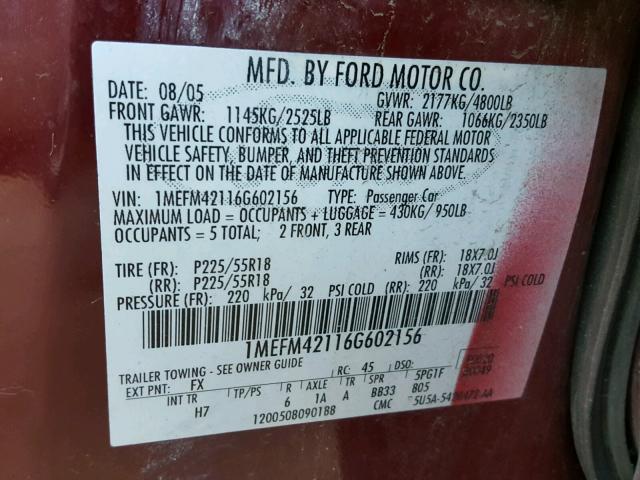 MFD. BY FORD MOTOR CO.
DATE: 08/05 GVWR: 2177KG/4800LB
FRONT GAWR: 1145KG/2525LB REAR GAWR: 1066KG/2350LB
THIS VEHICLE CONFORMS TO ALL APPLICABLE FEDERAL MOTOR
VEHICLE SAFETY, BUMPER, AND THEFT PREVENTION STANDARDS
IN EFFECT ON THE DATE OF MANUFACTURE SHOWN ABOVE.
VIN: 1MEFM42116G602156 TYPE: Passenger Car
MAXIMUM LOAD = OCCUPANTS + LUGGAGE = 430KG/950LB
OCCUPANTS = 5 TOTAL; 2 FRONT, 3 REAR
TIRE (FR): P225/55R18 RIMS (FR): 18X7.0J
(RR): P225/55R18 (RR): 18X7.0J
PRESSURE (FR): 220 kPa/ 32 PSI COLD (RR): 220 kPa/ 32 PSI COLD
1MEFM42116G602156
TRAILER TOWING - SEE OWNER GUIDE RC: 45 DSO:
EXT PNT: FX 5PG1F
INT TR TP/PS R AXLE TR SPR B05
H7 6 1A A BB33
12005080901BB CMC